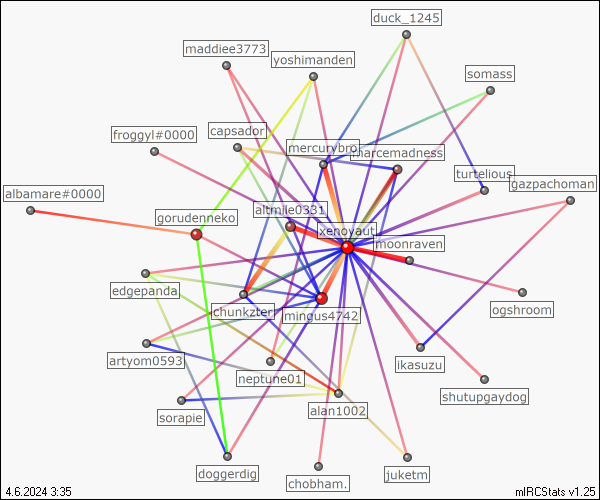 duck_1245
maddiee3773
yoshimanden
somass
froggyl#0000
capsador
mercurybro
marcemadness
turtelious
gazpachoman
albamare#0000
gorudenneko
altmile0331
xenoyaut
moonraven
edgepanda
chunkzter
mingus4742
ogshroom
artyom0593
neptune01
ikasuzu
shutupgaydog
sorapie
alan1002
doggerdig
chobham.
juketm
4.6.2024 3:35
mIRCStats v1.25